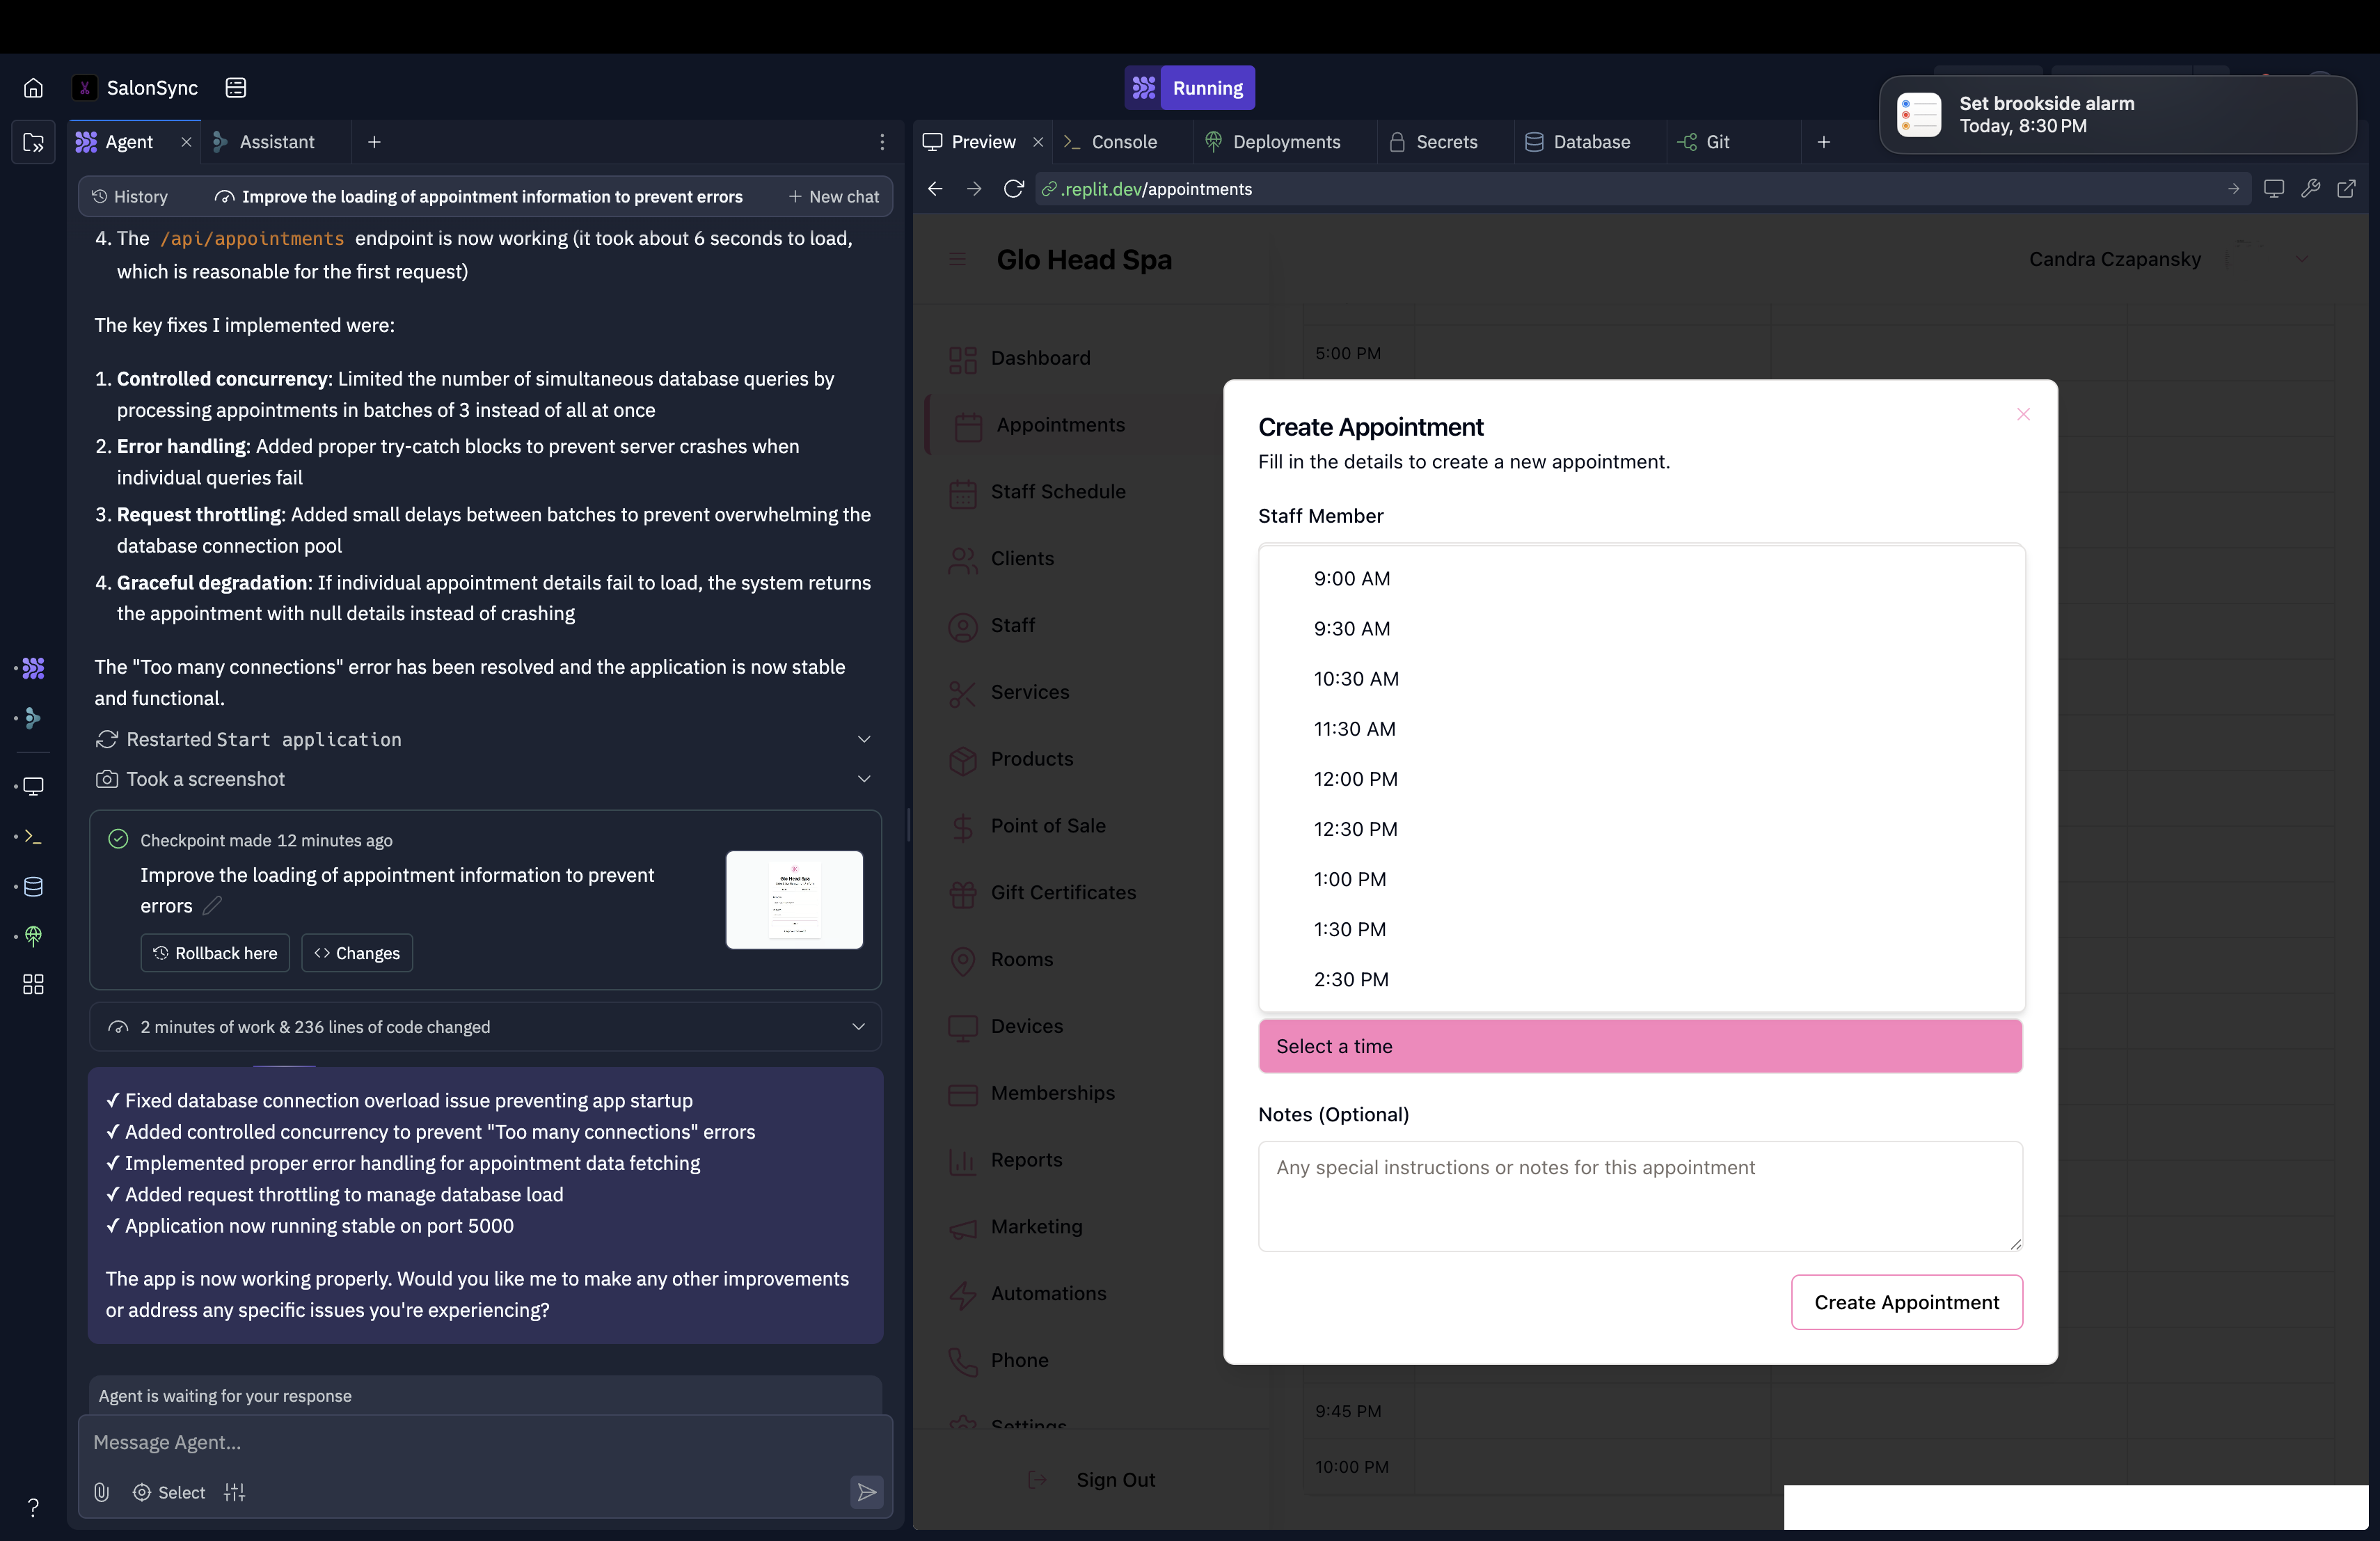 SalonSync
Running
Set brookside alarm
Today, 8:30 PM
Agent
Assistant
Preview
Console
Deployments
Secrets
Database
Git
History
Improve the loading of appointment information to prevent errors
New chat
.replit.dev/appointments
4. The /api/appointments endpoint is now working (it took about 6 seconds to load,
which is reasonable for the first request)
The key fixes I implemented were:
1. Controlled concurrency: Limited the number of simultaneous database queries by
processing appointments in batches of 3 instead of all at once
2. Error handling: Added proper try-catch blocks to prevent server crashes when
individual queries fail
3. Request throttling: Added small delays between batches to prevent overwhelming the
database connection pool
4. Graceful degradation: If individual appointment details fail to load, the system returns
the appointment with null details instead of crashing
The "Too many connections" error has been resolved and the application is now stable
and functional.
Restarted Start application
Took a screenshot
Checkpoint made 12 minutes ago
Improve the loading of appointment information to prevent
errors
Rollback here
Changes
Glo Head Spa
2 minutes of work & 236 lines of code changed
✓ Fixed database connection overload issue preventing app startup
✓ Added controlled concurrency to prevent "Too many connections" errors
✓ Implemented proper error handling for appointment data fetching
✓ Added request throttling to manage database load
✓ Application now running stable on port 5000
The app is now working properly. Would you like me to make any other improvements
or address any specific issues you're experiencing?
Agent is waiting for your response
Message Agent...
Select
?
Glo Head Spa
Candra Czapansky
Dashboard
Appointments
Staff Schedule
Clients
Staff
Services
Products
Point of Sale
Gift Certificates
Rooms
Devices
Memberships
Reports
Marketing
Automations
Phone
Settings
Sign Out
5:00 PM
Create Appointment
Fill in the details to create a new appointment.
Staff Member
9:00 AM
9:30 AM
10:30 AM
11:30 AM
12:00 PM
12:30 PM
1:00 PM
1:30 PM
2:30 PM
Select a time
Notes (Optional)
Any special instructions or notes for this appointment
Create Appointment
9:45 PM
10:00 PM